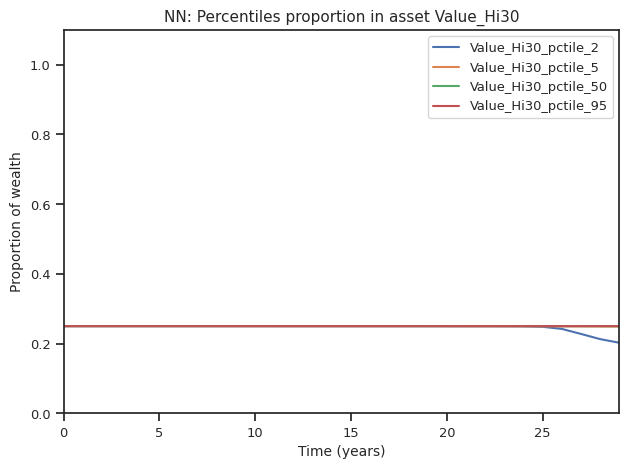 NN: Percentiles proportion in asset Value_Hi30
Value_Hi30_pctile_2
Value_Hi30_pctile_5
Value_Hi30_pctile_50
Value_Hi30_pctile_95
Proportion of wealth
1.0
0.8
0.6
0.4
0.2
0.0
0 5 10 15 20 25
Time (years)